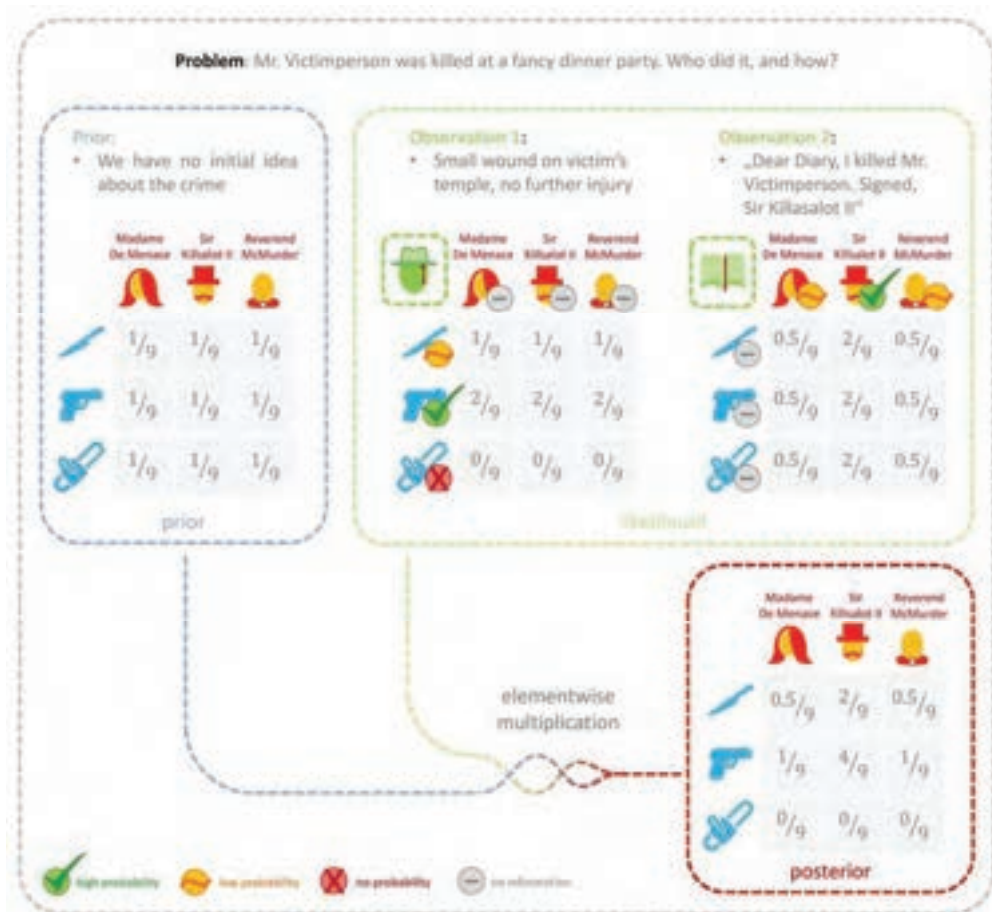 Problem: Mr. Victimperson was killed at a fancy dinner party. Who did it, and how?
Prior:
• We have no initial idea
about the crime
Madame De Menace Sir Killsalot II Reverend McMurder
1/9 1/9 1/9
1/9 1/9 1/9
1/9 1/9 1/9
prior
Observation 1:
• Small wound on victim's
temple, no further injury
Madame De Menace Sir Killsalot II Reverend McMurder
1/9 1/9 1/9
2/9 2/9 2/9
0/9 0/9 0/9
Observation 2:
• „Dear Diary, I killed Mr.
Victimperson. Signed,
Sir Killasalot II"
Madame De Menace Sir Killsalot II Reverend McMurder
0.5/9 2/9 0.5/9
0.5/9 2/9 0.5/9
0.5/9 2/9 0.5/9
likelihood
elementwise
multiplication
Madame De Menace Sir Killsalot II Reverend McMurder
0.5/9 2/9 0.5/9
1/9 4/9 1/9
0/9 0/9 0/9
posterior
high probability low probability no probability no information